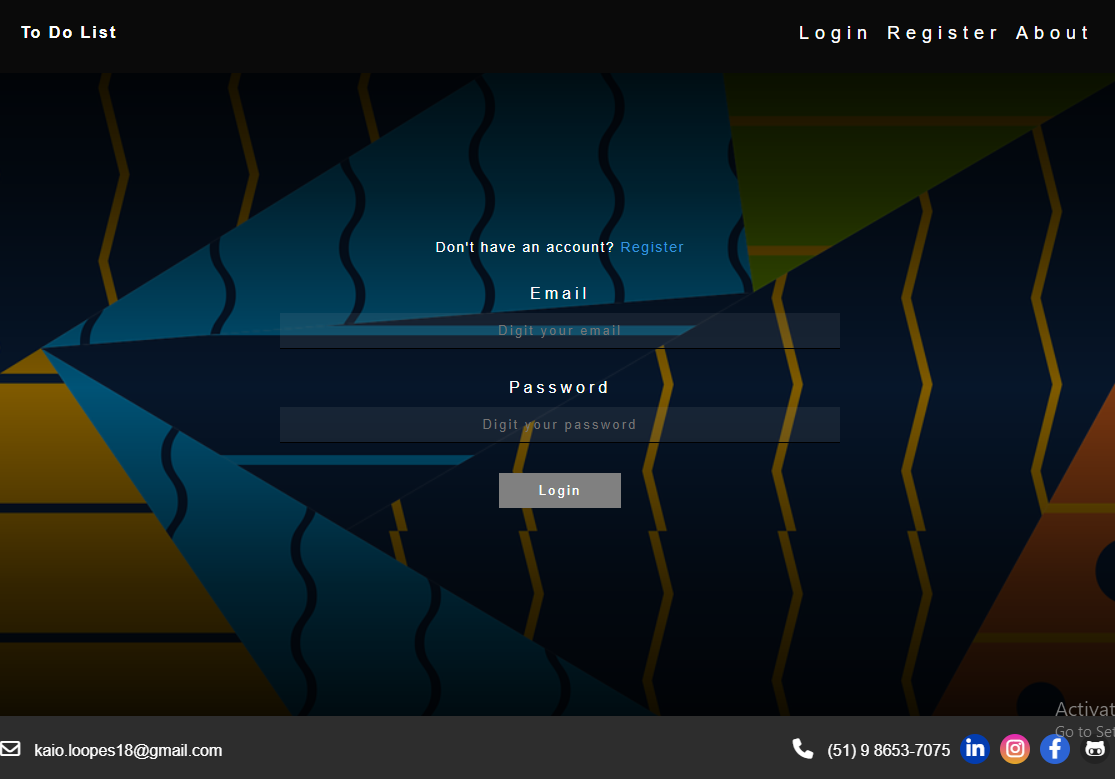 To Do List
Login Register About
Don't have an account? Register
Email
Digit your email
Password
Digit your password
Login
Activat
Go to Set
kaio.loopes18@gmail.com
(51) 9 8653-7075